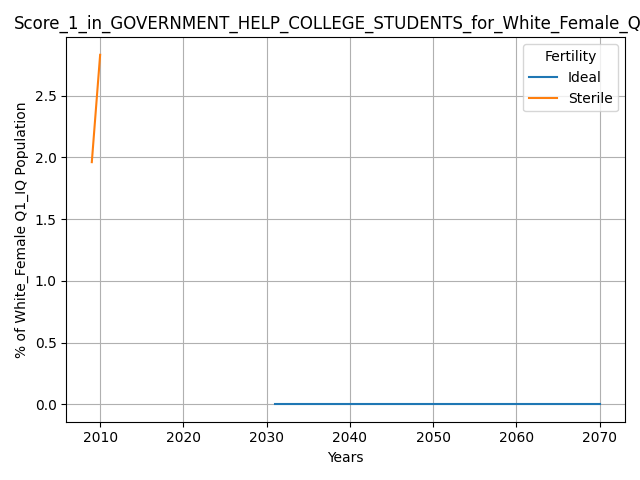 Score_1_in_GOVERNMENT_HELP_COLLEGE_STUDENTS_for_White_Female_Q
Fertility
Ideal
Sterile
% of White_Female Q1_IQ Population
2.5
2.0
1.5
1.0
0.5
0.0
2010 2020 2030 2040 2050 2060 2070
Years